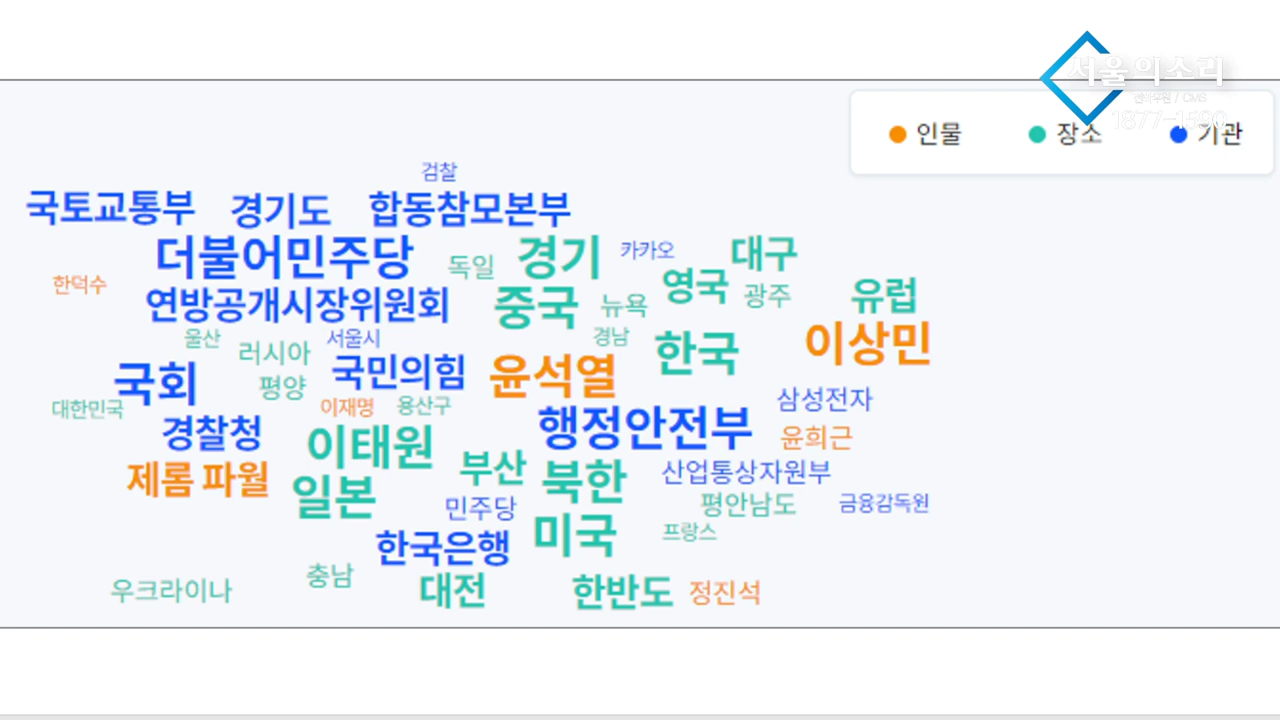 서울의소리
1877-1590
인물 장소 기관
검찰
국토교통부 경기도 합동참모본부
더불어민주당 독일 경기 카카오 대구
한덕수 연방공개시장위원회 중국 뉴욕 영국 광주 유럽
울산 러시아 서울시 경남 한국 이상민
국회 평양 국민의힘 윤석열 삼성전자
대한민국 경찰청 이재명 용산구 행정안전부 윤희근
제롬 파월 이태원 부산 북한 산업통상자원부
일본 민주당 평안남도 금융감독원
한국은행 미국 프랑스
우크라이나 충남 대전 한반도 정진석